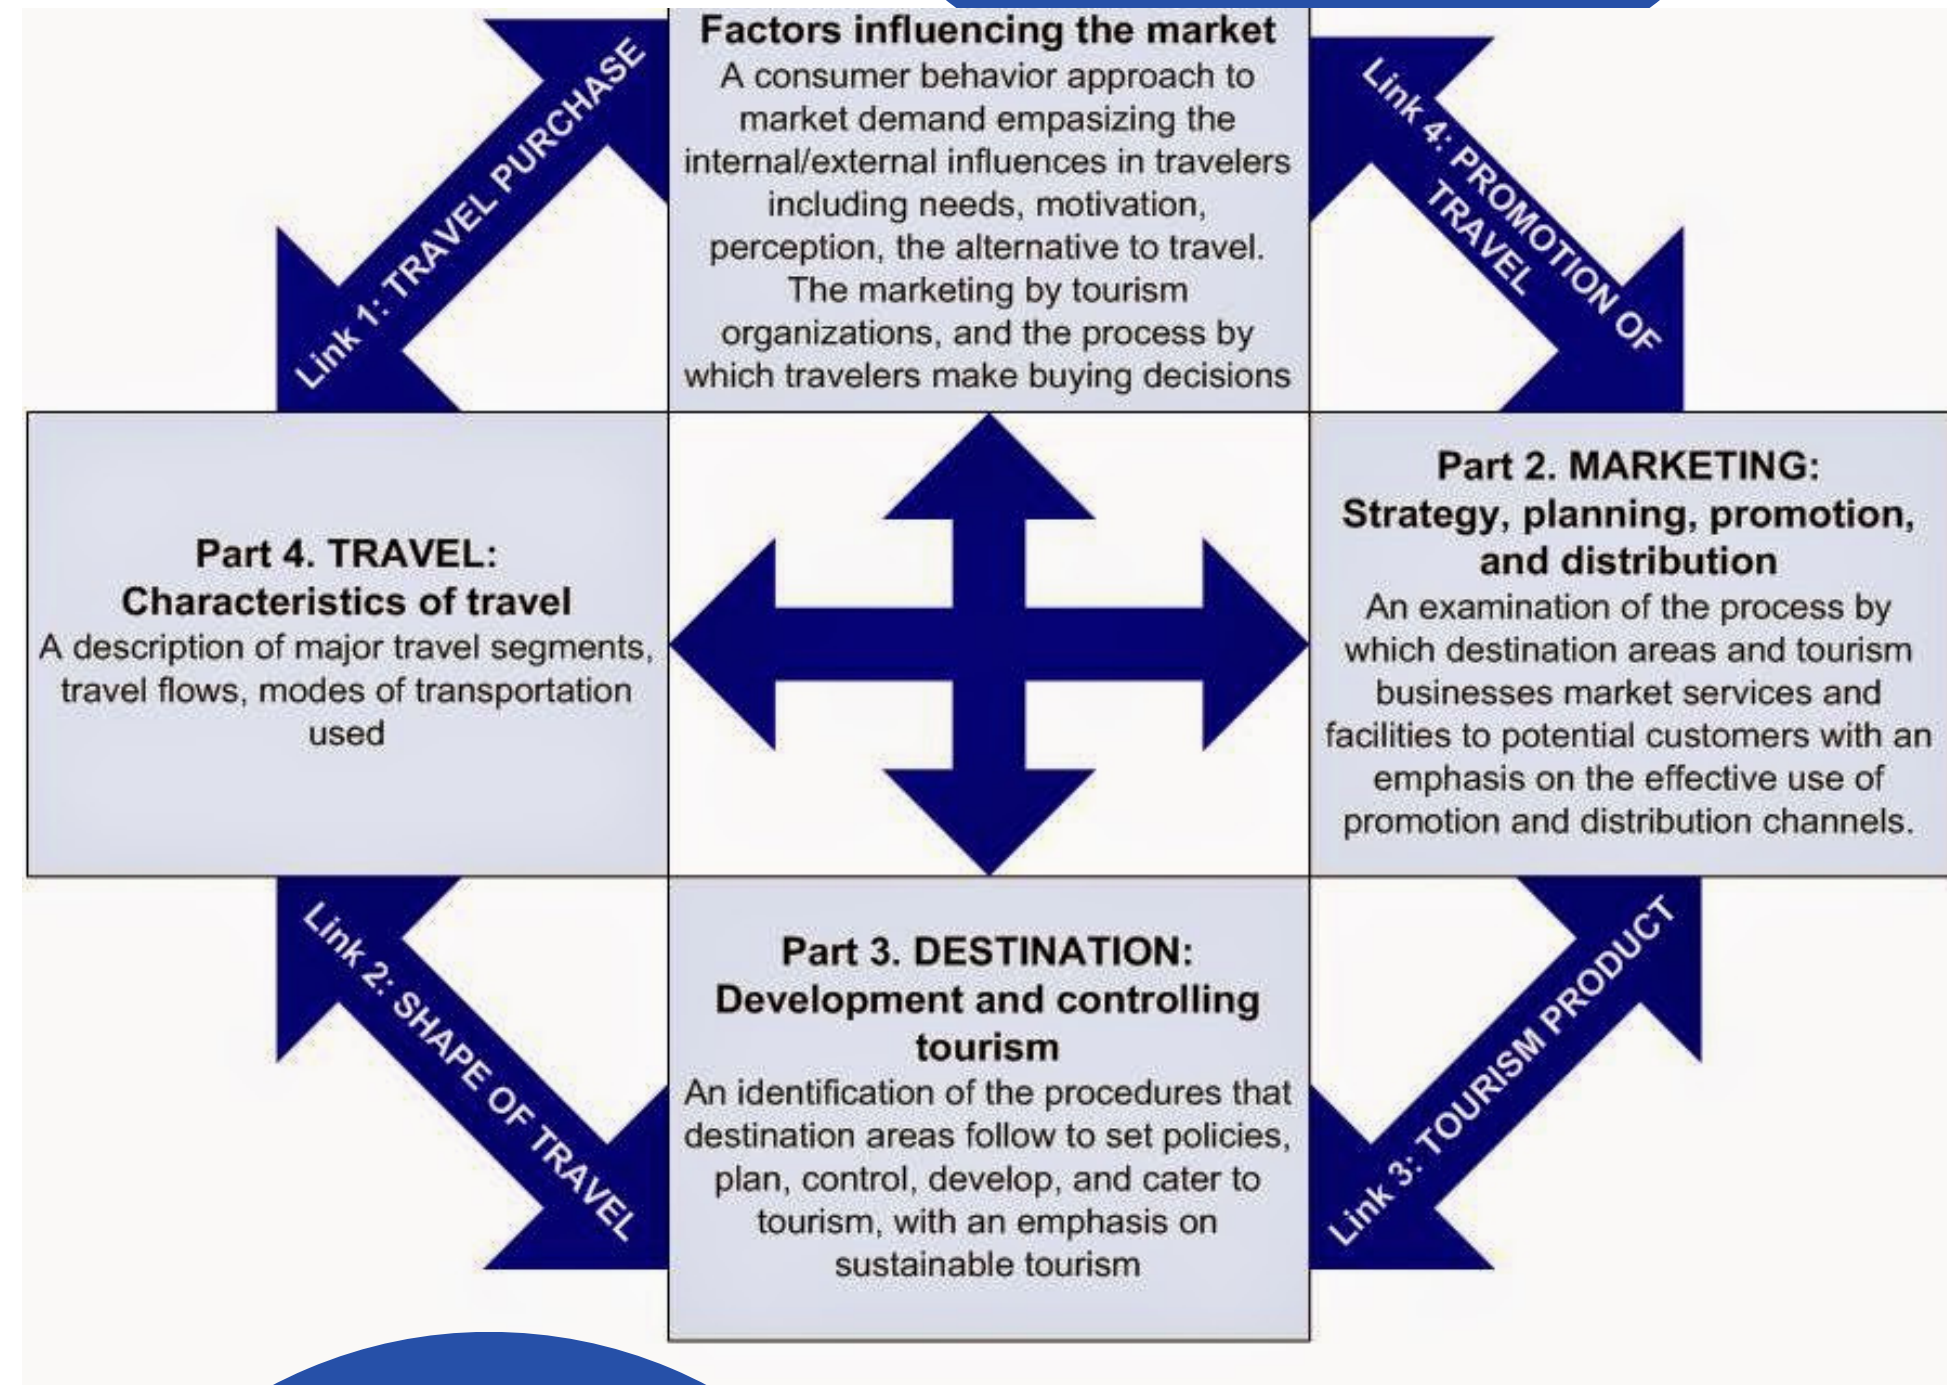 Factors influencing the market
A consumer behavior approach to
market demand empasizing the
internal/external influences in travelers
including needs, motivation,
perception, the alternative to travel.
The marketing by tourism
organizations, and the process by
which travelers make buying decisions
Link 1: TRAVEL PURCHASE
Link 4: PROMOTION OF
TRAVEL
Part 4. TRAVEL:
Characteristics of travel
A description of major travel segments,
travel flows, modes of transportation
used
Part 2. MARKETING:
Strategy, planning, promotion,
and distribution
An examination of the process by
which destination areas and tourism
businesses market services and
facilities to potential customers with an
emphasis on the effective use of
promotion and distribution channels.
Link 2: SHAPE OF TRAVEL
Part 3. DESTINATION:
Development and controlling
tourism
An identification of the procedures that
destination areas follow to set policies,
plan, control, develop, and cater to
tourism, with an emphasis on
sustainable tourism
Link 3: TOURISM PRODUCT